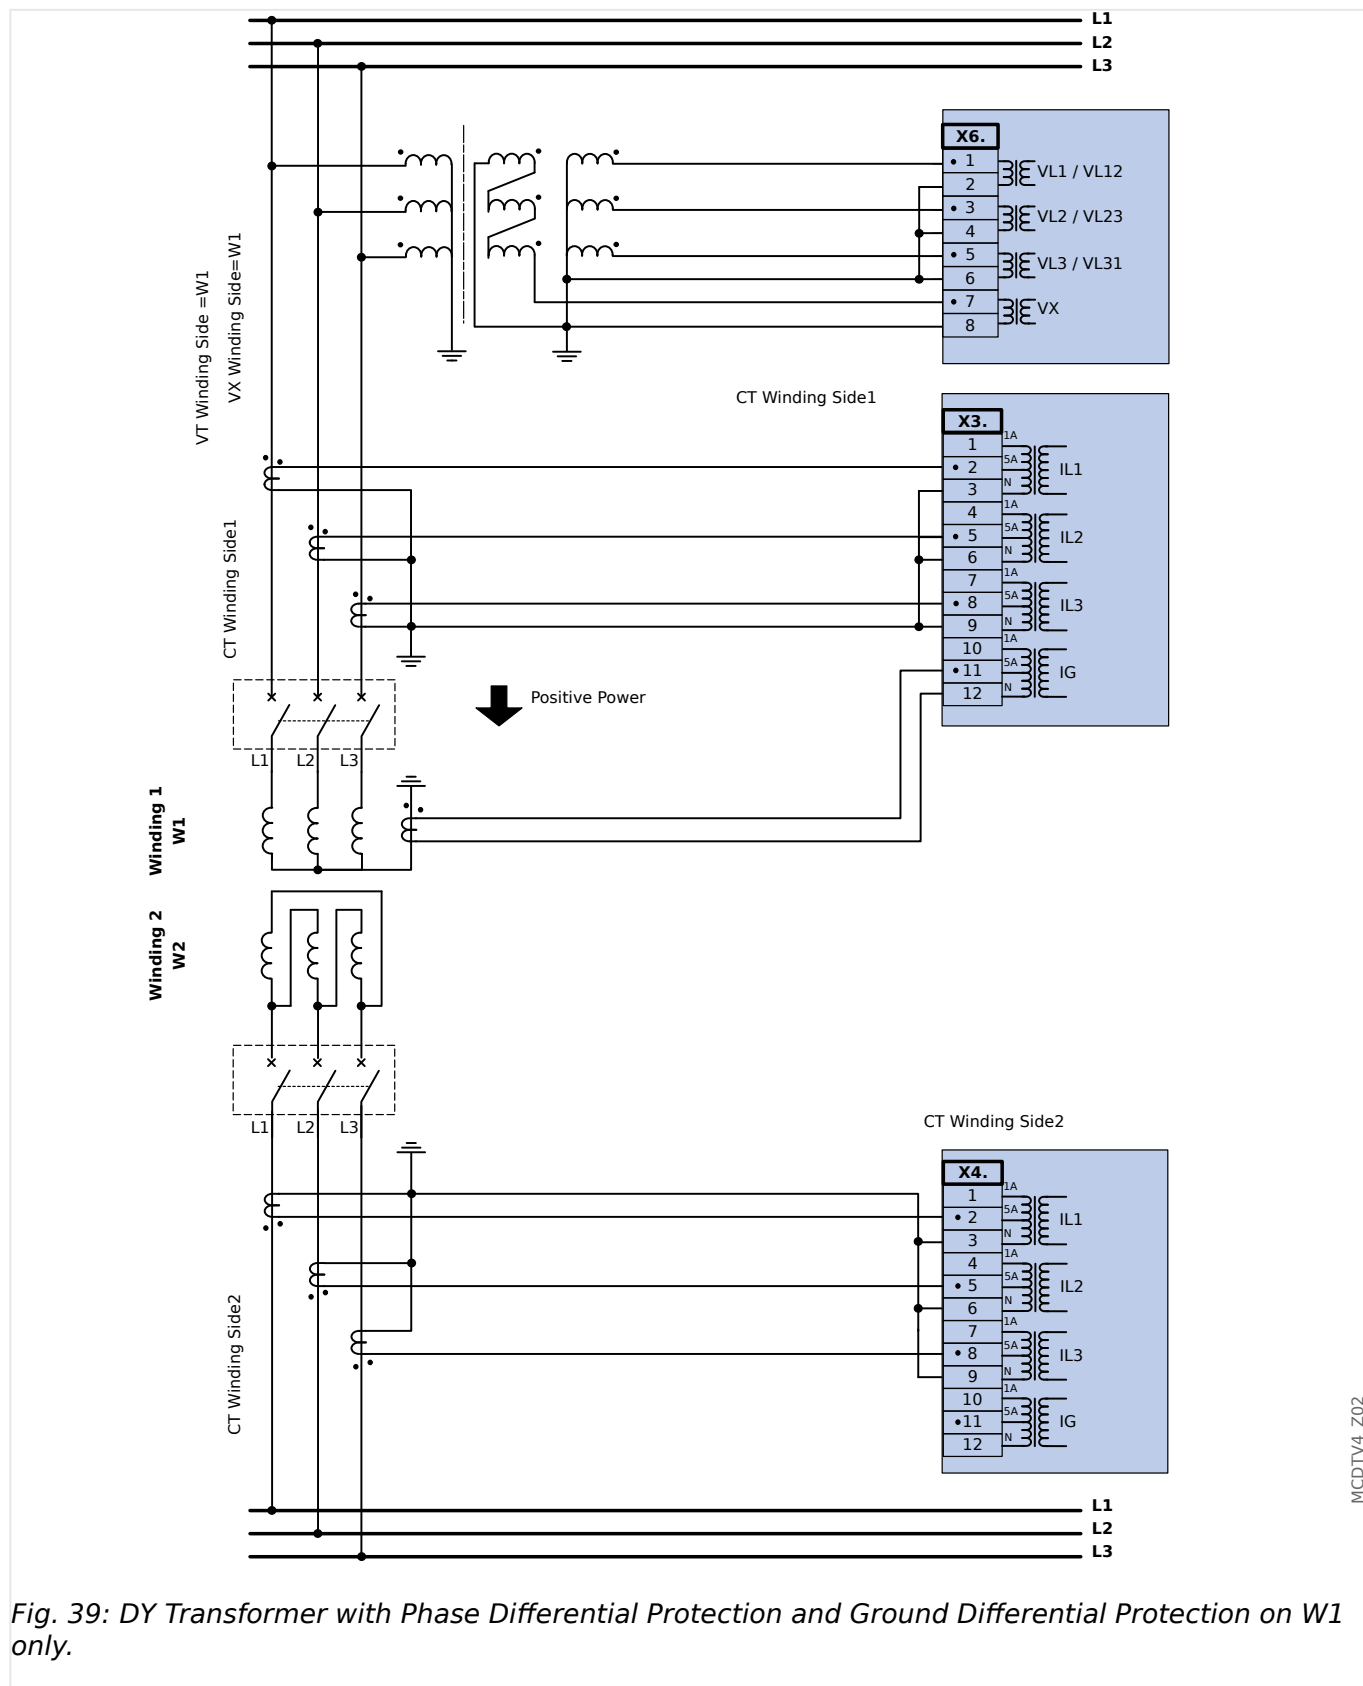 L1
L2
L3
X6.
1
2
3
4
5
6
7
8
VL1 / VL12
VL2 / VL23
VL3 / VL31
VX
VT Winding Side =W1
VX Winding Side=W1
CT Winding Side1
X3.
1
2
3
4
5
6
7
8
9
10
11
12
1A
5A
N
IL1
1A
5A
N
IL2
1A
5A
N
IL3
1A
5A
N
IG
CT Winding Side1
Positive Power
L1 L2 L3
Winding 1
W1
Winding 2
W2
L1 L2 L3
CT Winding Side2
X4.
1
2
3
4
5
6
7
8
9
10
11
12
1A
5A
N
IL1
1A
5A
N
IL2
1A
5A
N
IL3
1A
5A
N
IG
CT Winding Side2
L1
L2
L3
MCDTV4_Z02
Fig. 39: DY Transformer with Phase Differential Protection and Ground Differential Protection on W1
only.